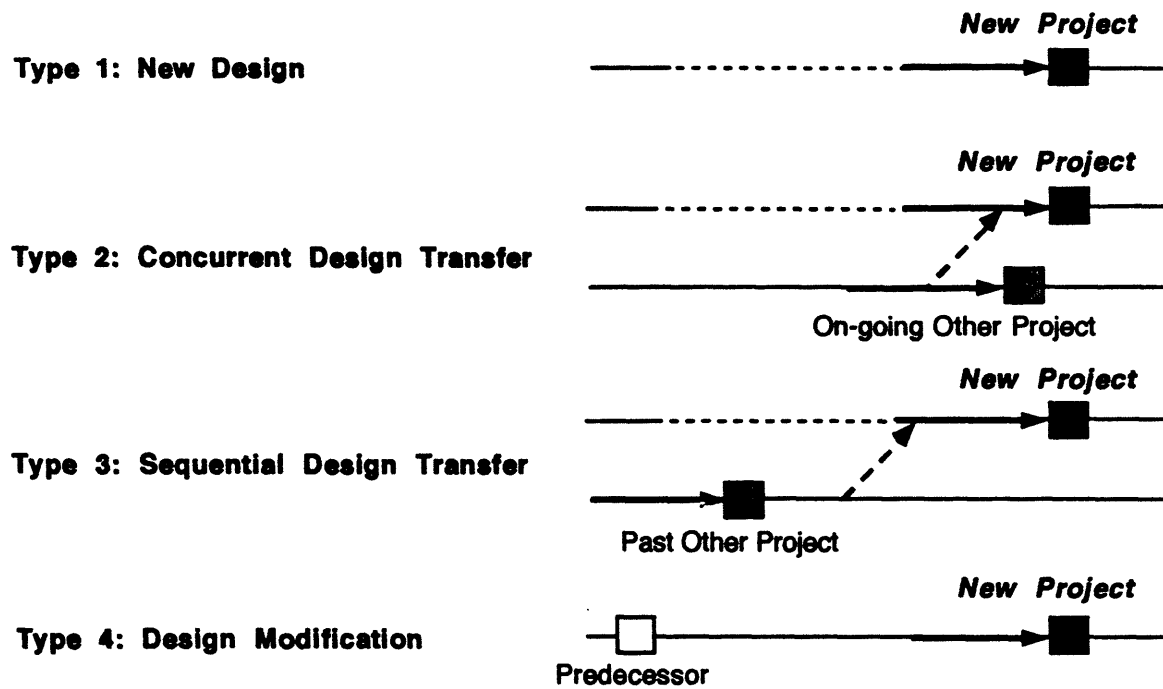 New Project
Type 1: New Design
New Project
Type 2: Concurrent Design Transfer
On-going Other Project
New Project
Type 3: Sequential Design Transfer
Past Other Project
New Project
Type 4: Design Modification
Predecessor